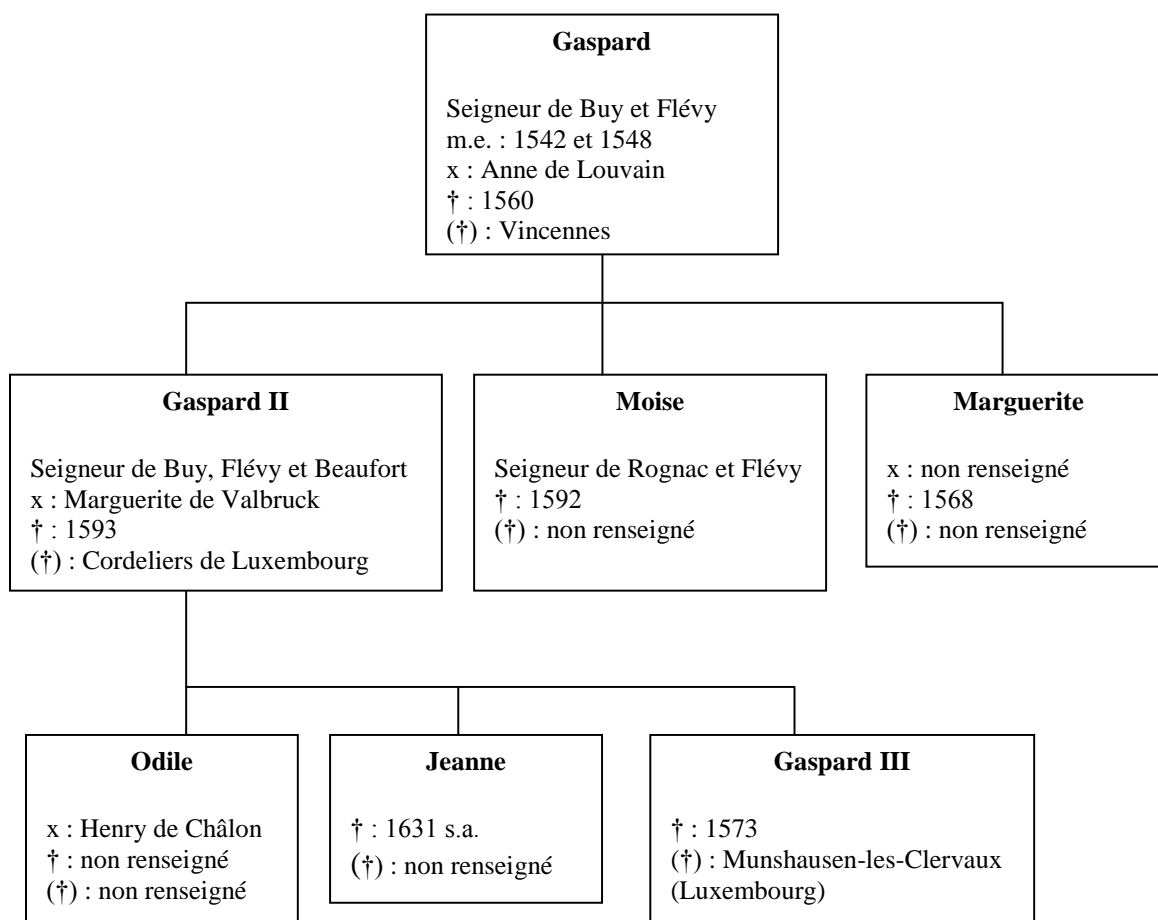 Gaspard
Seigneur de Buy et Flévy
m.e. : 1542 et 1548
x : Anne de Louvain
† : 1560
(†) : Vincennes
Gaspard II
Seigneur de Buy, Flévy et Beaufort
x : Marguerite de Valbruck
† : 1593
(†) : Cordeliers de Luxembourg
Moise
Seigneur de Rognac et Flévy
† : 1592
(†) : non renseigné
Marguerite
x : non renseigné
† : 1568
(†) : non renseigné
Odile
x : Henry de Châlon
† : non renseigné
(†) : non renseigné
Jeanne
† : 1631 s.a.
(†) : non renseigné
Gaspard III
† : 1573
(†) : Munshausen-les-Clervaux
(Luxembourg)